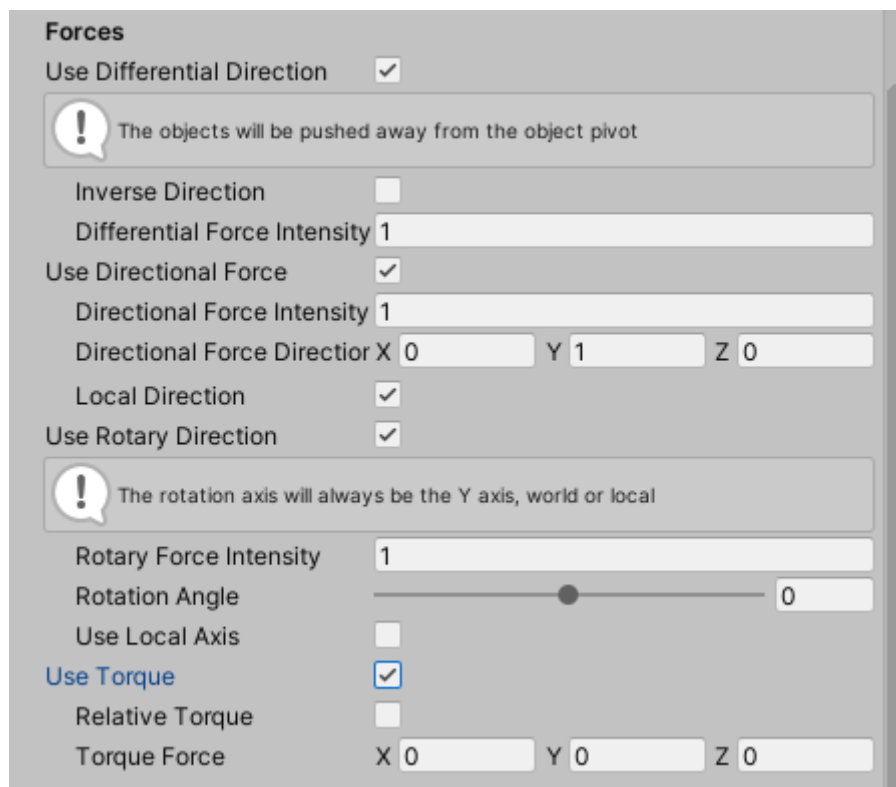 Forces
Use Differential Direction
The objects will be pushed away from the object pivot
Inverse Direction
Differential Force Intensity 1
Use Directional Force
Directional Force Intensity 1
Directional Force Direction X 0 Y 1 Z 0
Local Direction
Use Rotary Direction
The rotation axis will always be the Y axis, world or local
Rotary Force Intensity 1
Rotation Angle 0
Use Local Axis
Use Torque
Relative Torque
Torque Force X 0 Y 0 Z 0